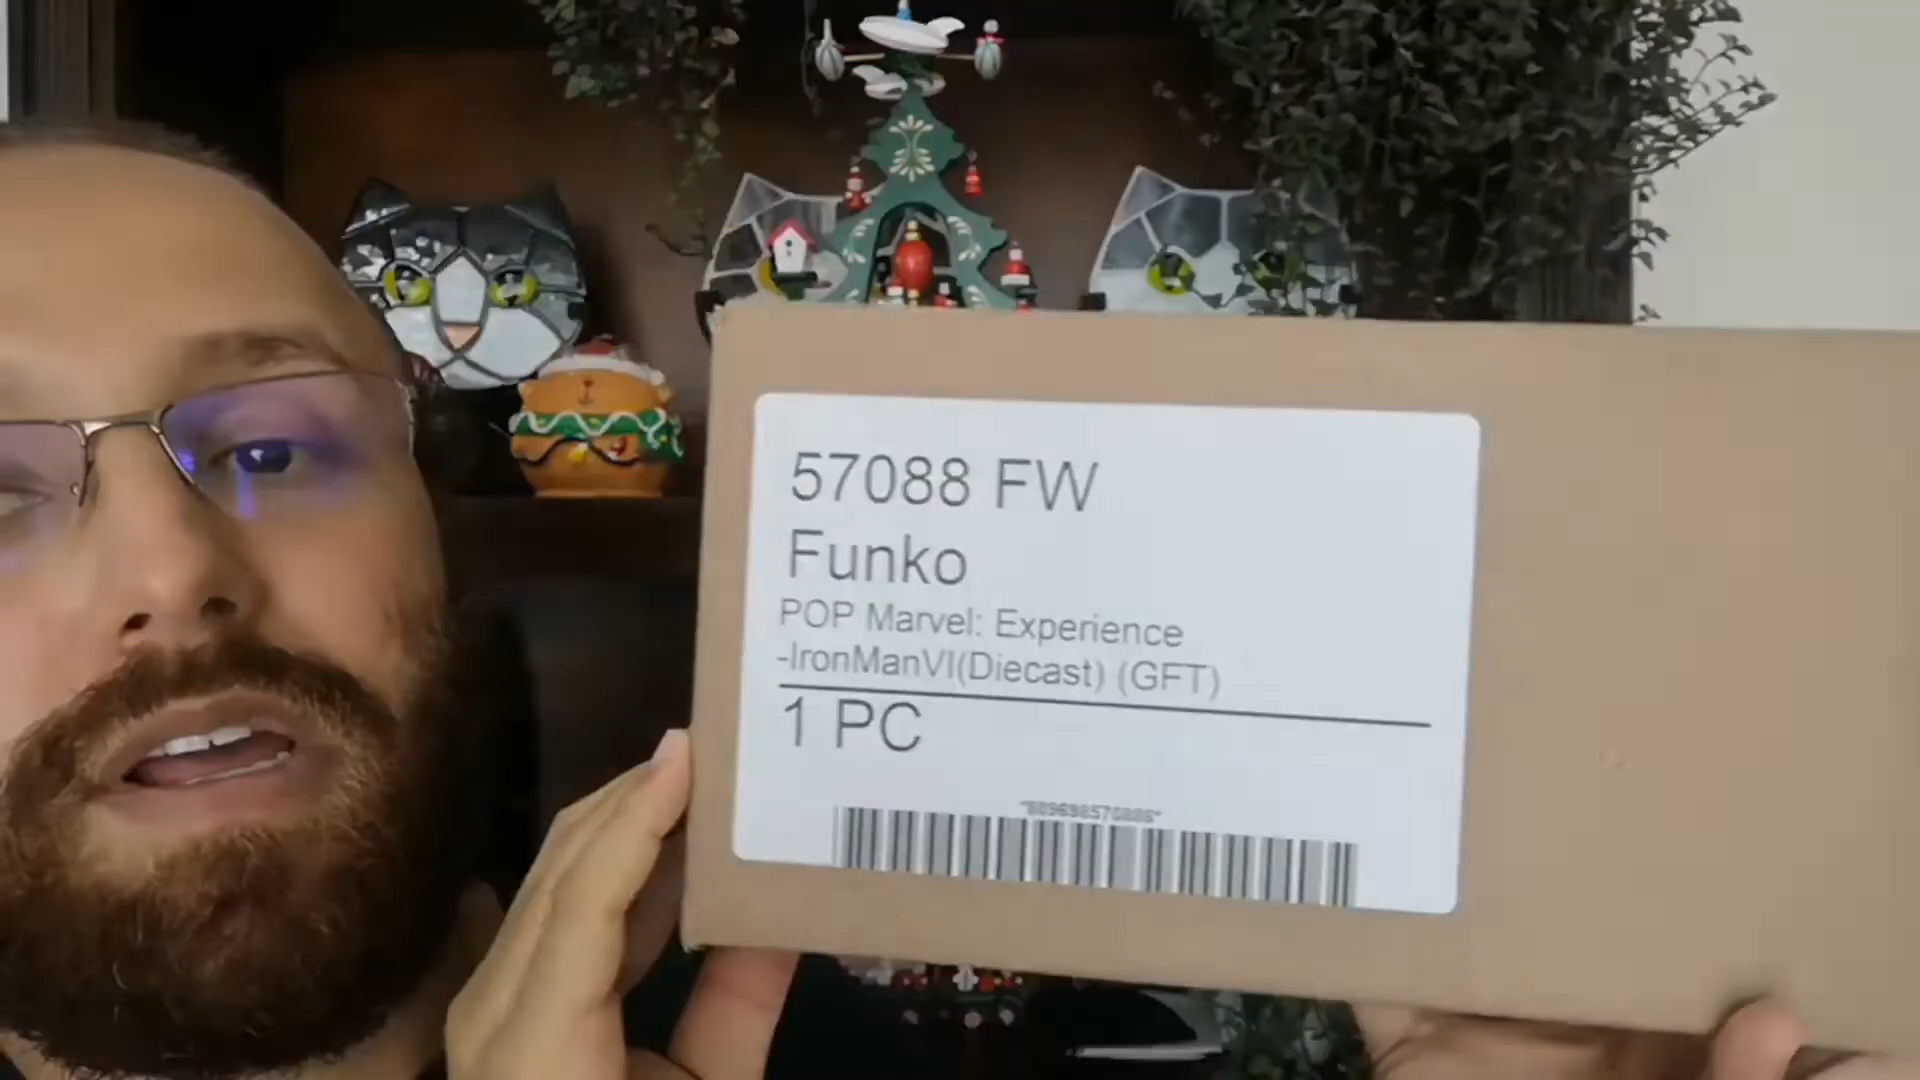 57088 FW
Funko
POP Marvel: Experience
-IronManVI(Diecast) (GFT)
1 PC